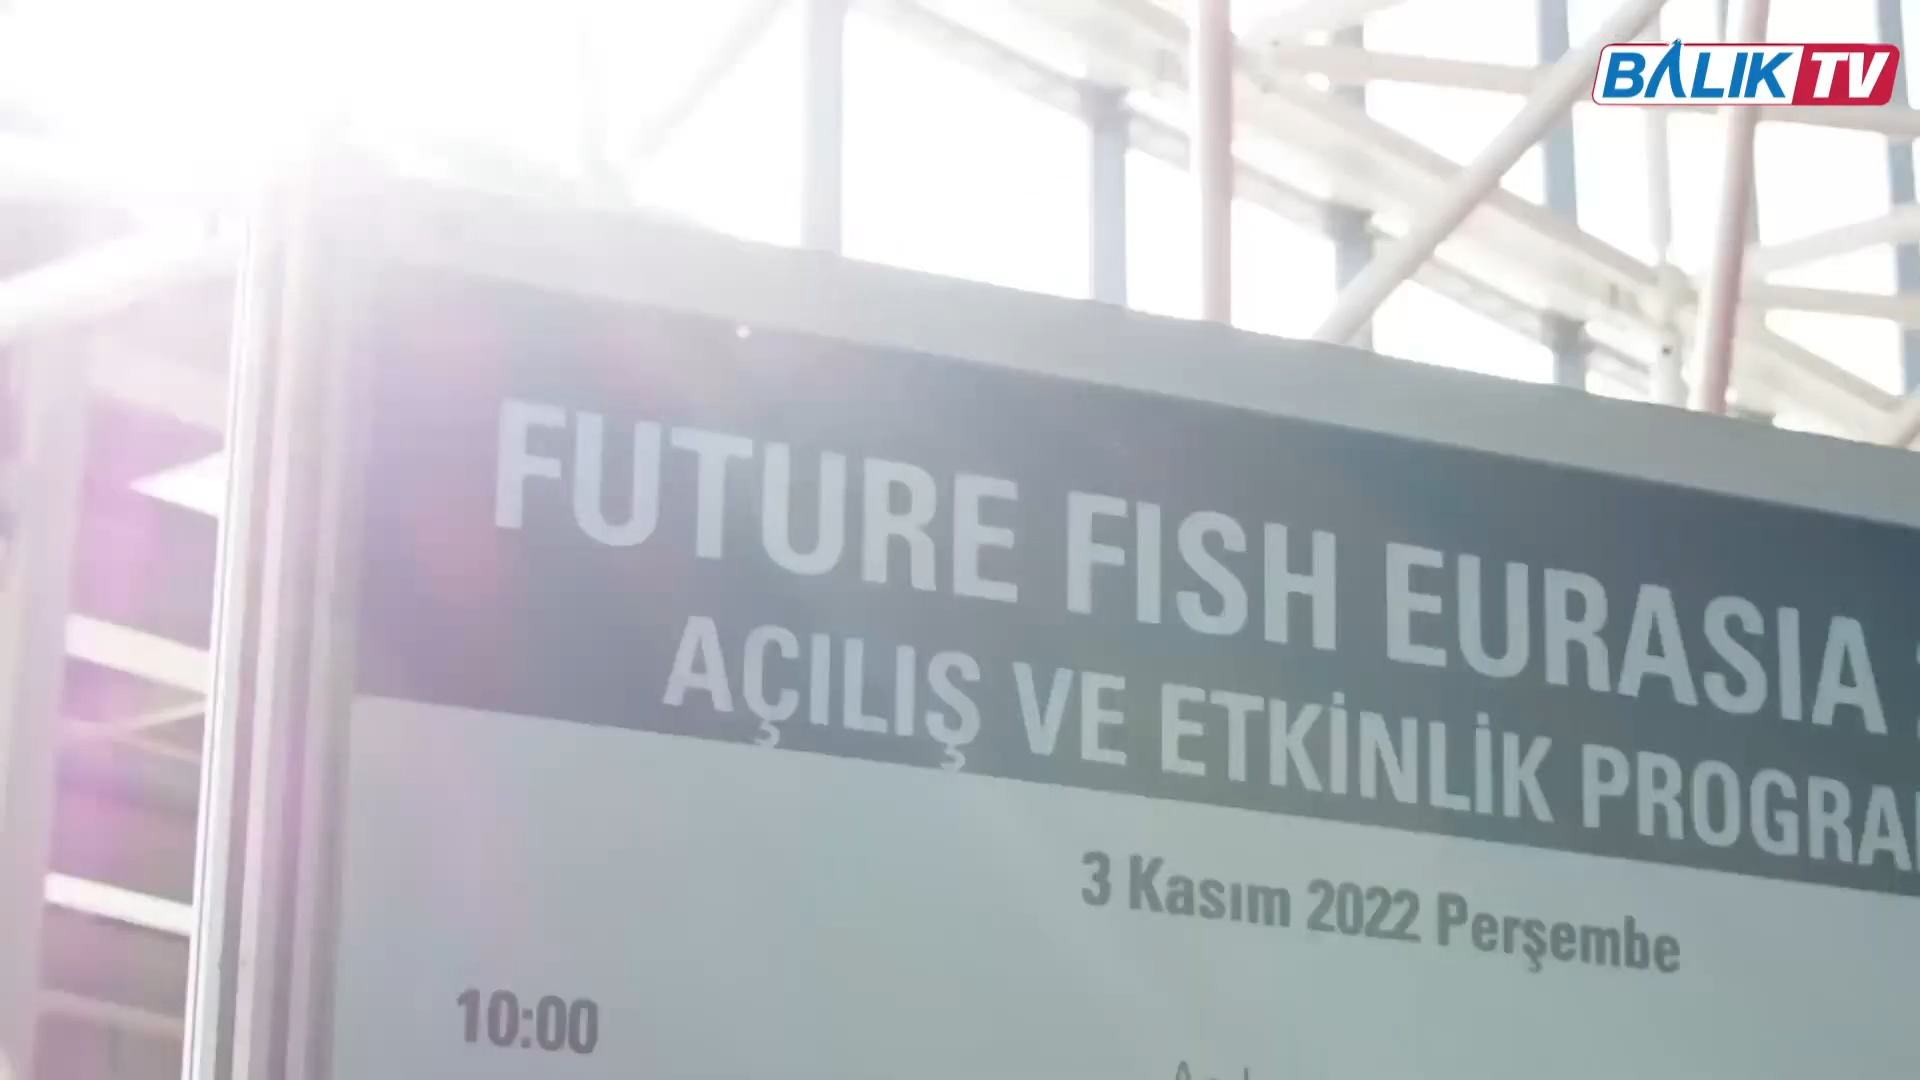 BALIK TV
FUTURE FISH EURASIA
AÇILIŞ VE ETKİNLİK
3 Kasım 2022 Perşembe
10:00